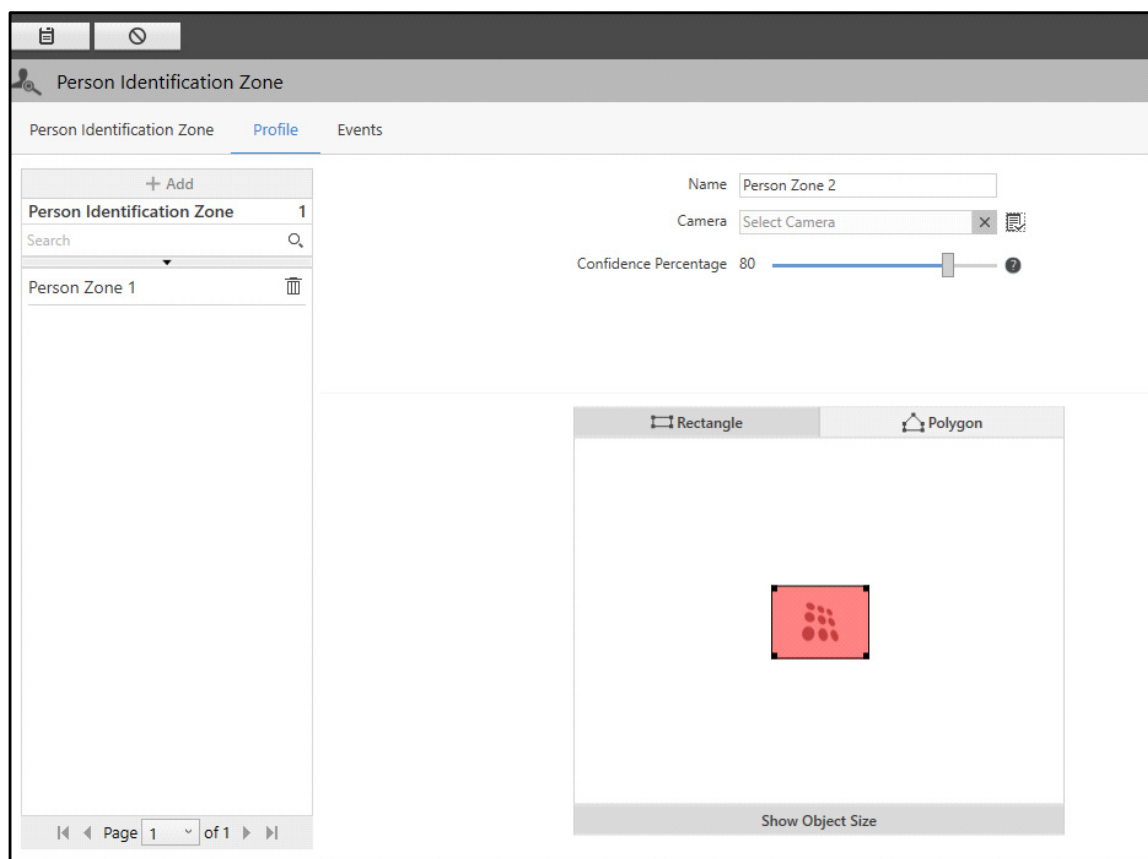 Person Identification Zone
Person Identification Zone Profile Events
+ Add
Person Identification Zone 1
Search
Person Zone 1
Page 1 of 1
Name Person Zone 2
Camera Select Camera
Confidence Percentage 80
Rectangle Polygon
Show Object Size